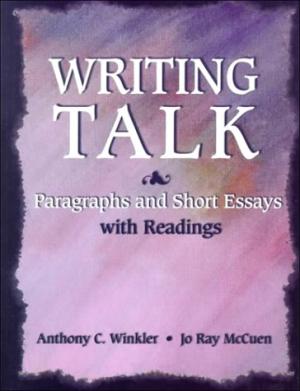 WRITING
TALK
Paragraphs and Short Essays
with Readings
Anthony C. Winkler • Jo Ray McCuen